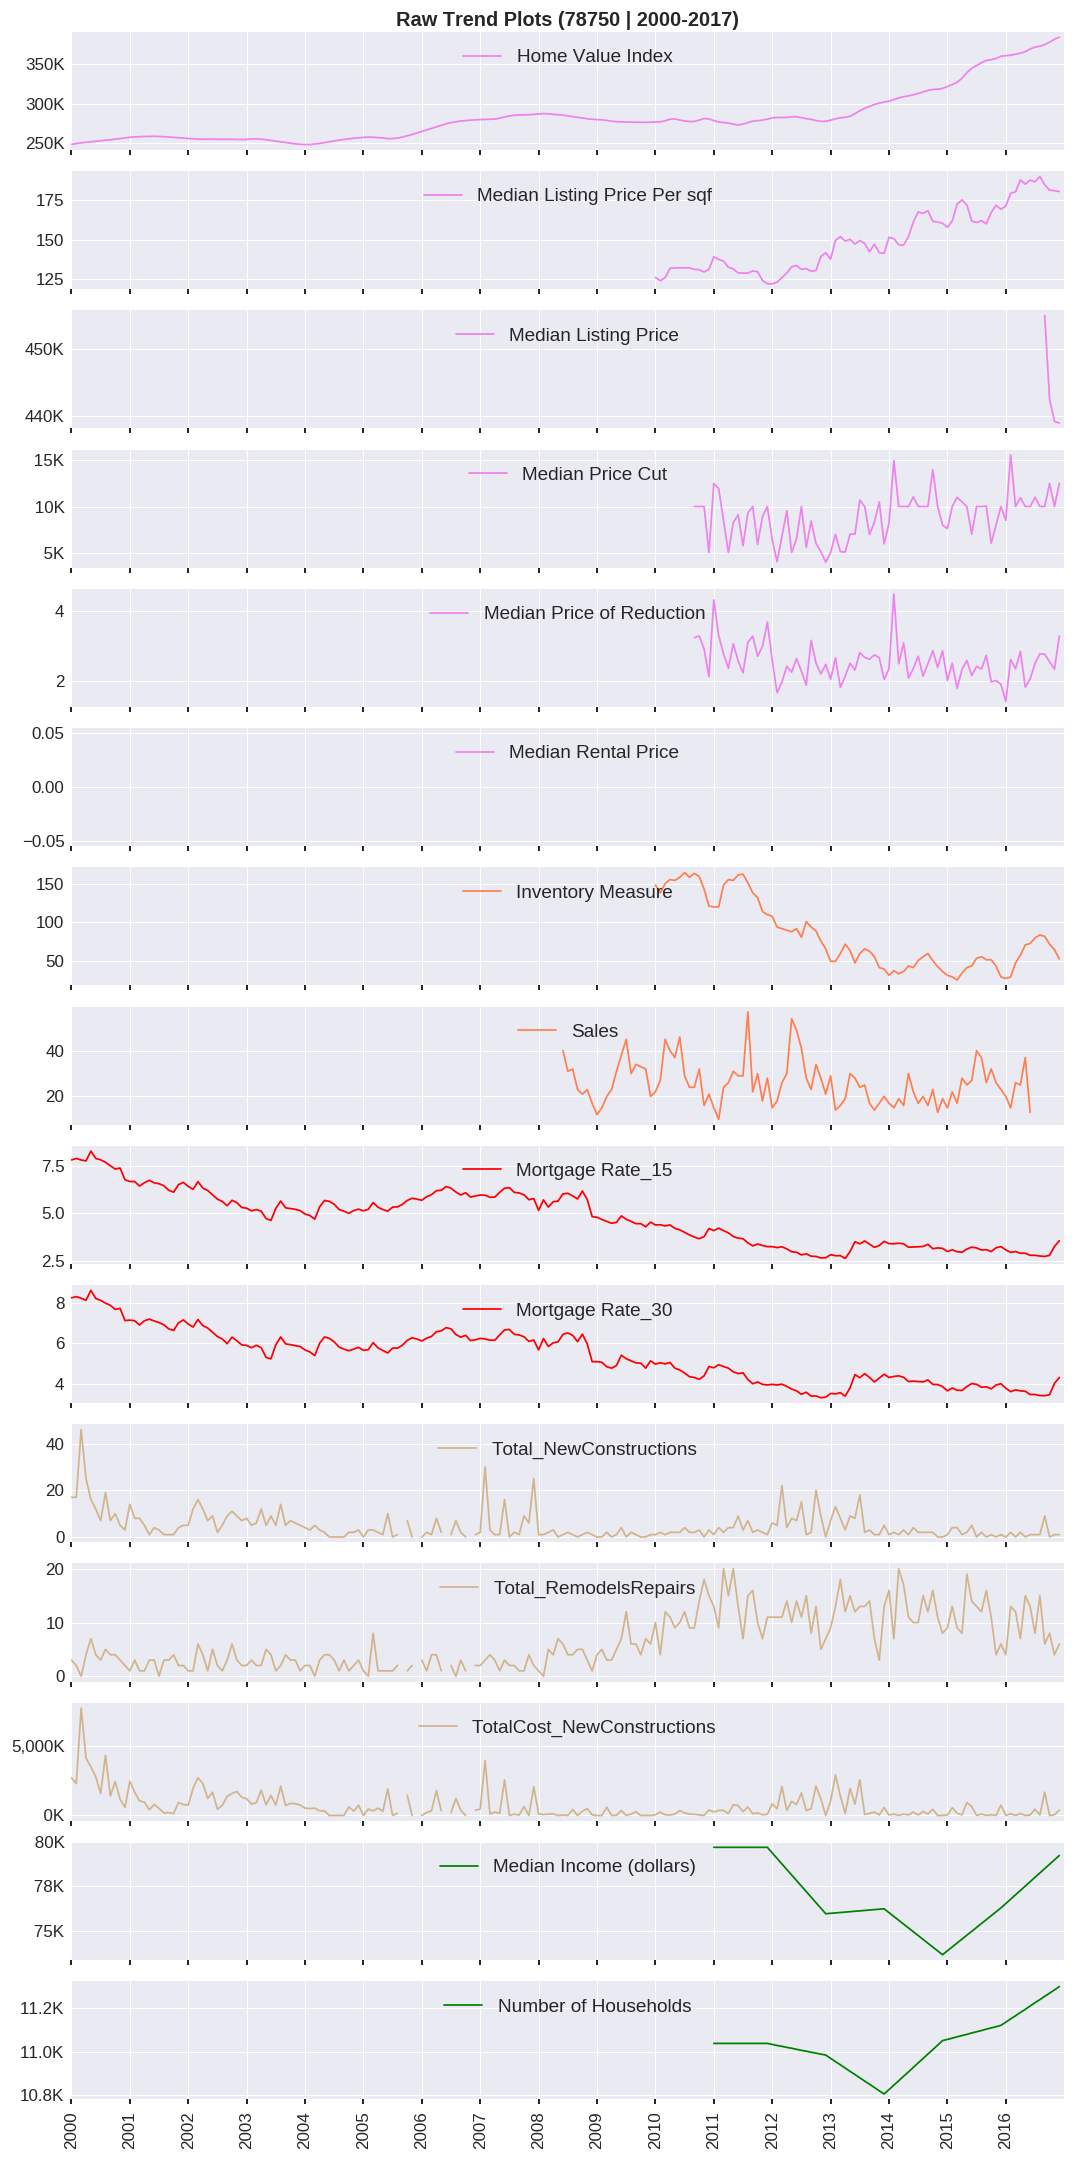 Raw Trend Plots (78750 | 2000-2017)
Home Value Index
350K
300K
250K
Median Listing Price Per sqf
175
150
125
Median Listing Price
450K
440K
Median Price Cut
15K
10K
5K
Median Price of Reduction
4
2
Median Rental Price
0.05
0.00
−0.05
Inventory Measure
150
100
50
Sales
40
20
Mortgage Rate_15
7.5
5.0
2.5
Mortgage Rate_30
8
6
4
Total_NewConstructions
40
20
0
Total_RemodelsRepairs
20
10
0
TotalCost_NewConstructions
5,000K
0K
Median Income (dollars)
80K
78K
75K
Number of Households
11.2K
11.0K
10.8K
2000 2001 2002 2003 2004 2005 2006 2007 2008 2009 2010 2011 2012 2013 2014 2015 2016